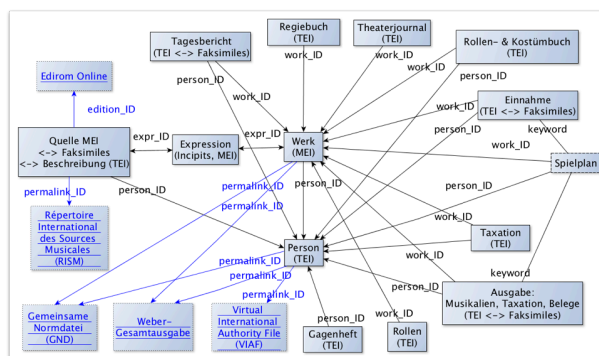 Regiebuch
(TEI)
Theaterjournal
(TEI)
Tagesbericht
(TEI <-> Faksimiles)
Rollen- & Kostümbuch
(TEI)
work_ID
work_ID
work_ID
person_ID
work_ID
person_ID
Edirom Online
edition_ID
Einnahme
(TEI <-> Faksimiles)
work_ID
person_ID
keyword
expr_ID
expr_ID
Quelle MEI
<-> Faksimiles
<-> Beschreibung (TEI)
Expression
(Incipits, MEI)
Werk
(MEI)
work_ID
Spielplan
permalink_ID
person_ID
permalink_ID
permalink_ID
person_ID
person_ID
Répertoire
International
des Sources
Musicales
(RISM)
work_ID
Taxation
(TEI)
Person
(TEI)
permalink_ID
permalink_ID
permalink_ID
work_ID
keyword
person_ID
Ausgabe:
Musikalien, Taxation, Belege
(TEI <-> Faksimiles)
Gemeinsame
Normdatei
(GND)
Weber-
Gesamtausgabe
Virtual
International
Authority File
(VIAF)
person_ID
work_ID
Gagenheft
(TEI)
Rollen
(TEI)